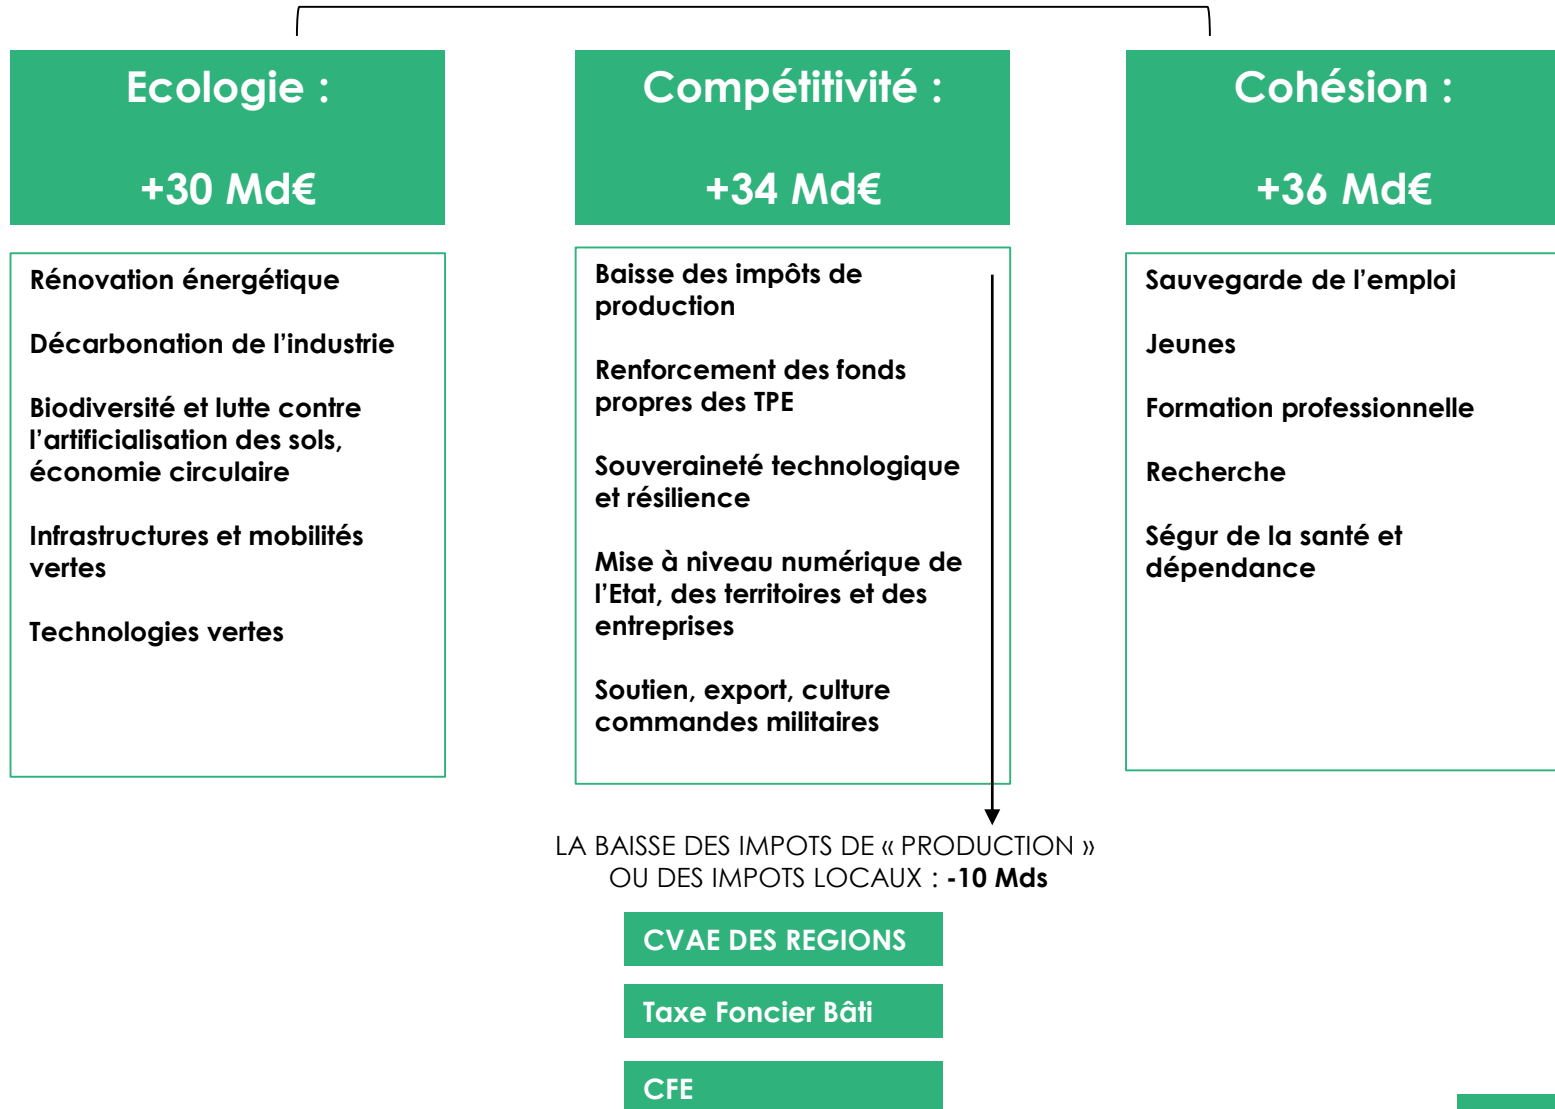 Ecologie :
+30 Md€
Rénovation énergétique
Décarbonation de l’industrie
Biodiversité et lutte contre
l’artificialisation des sols,
économie circulaire
Infrastructures et mobilités
vertes
Technologies vertes
Compétitivité :
+34 Md€
Baisse des impôts de
production
Renforcement des fonds
propres des TPE
Souveraineté technologique
et résilience
Mise à niveau numérique de
l’Etat, des territoires et des
entreprises
Soutien, export, culture
commandes militaires
Cohésion :
+36 Md€
Sauvegarde de l’emploi
Jeunes
Formation professionnelle
Recherche
Ségur de la santé et
dépendance
LA BAISSE DES IMPOTS DE « PRODUCTION »
OU DES IMPOTS LOCAUX : -10 Mds
CVAE DES REGIONS
Taxe Foncier Bâti
CFE